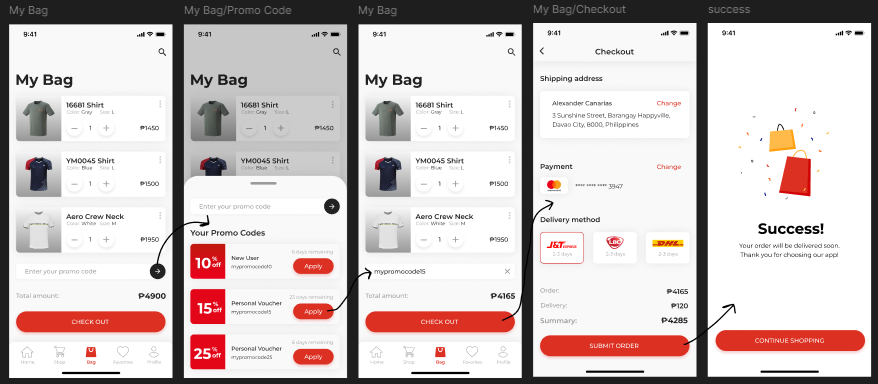 My Bag
9:41
My Bag
16681 Shirt
Color: Gray Size: L
1
₱1450
YM0045 Shirt
Color: Blue Size: L
1
₱1500
Aero Crew Neck
Color: White Size: M
1
₱1950
Enter your promo code
Total amount:
₱4900
CHECK OUT
Home
Shop
Bag
Favorites
Profile
My Bag/Promo Code
9:41
My Bag
16681 Shirt
Color: Gray Size: L
1
₱1450
YM0045 Shirt
Color: Blue Size: L
Enter your promo code
Your Promo Codes
10% off
New User
mypromocode10
6 days remaining
Apply
15% off
Personal Voucher
mypromocode15
23 days remaining
Apply
25% off
Personal Voucher
mypromocode25
6 days remaining
Apply
My Bag
9:41
My Bag
16681 Shirt
Color: Gray Size: L
1
₱1450
YM0045 Shirt
Color: Blue Size: L
1
₱1500
Aero Crew Neck
Color: White Size: M
1
₱1950
mypromocode15
Total amount:
₱4165
CHECK OUT
Home
Shop
Bag
Favorites
Profile
My Bag/Checkout
9:41
Checkout
Shipping address
Alexander Canarias
Change
3 Sunshine Street, Barangay Happyville,
Davao City, 8000, Philippines
Payment
Change
**** **** **** 3947
Delivery method
J&T EXPRESS
2-3 days
LBC
2-3 days
DHL
2-3 days
Order:
₱4165
Delivery:
₱120
Summary:
₱4285
SUBMIT ORDER
success
9:41
Success!
Your order will be delivered soon.
Thank you for choosing our app!
CONTINUE SHOPPING